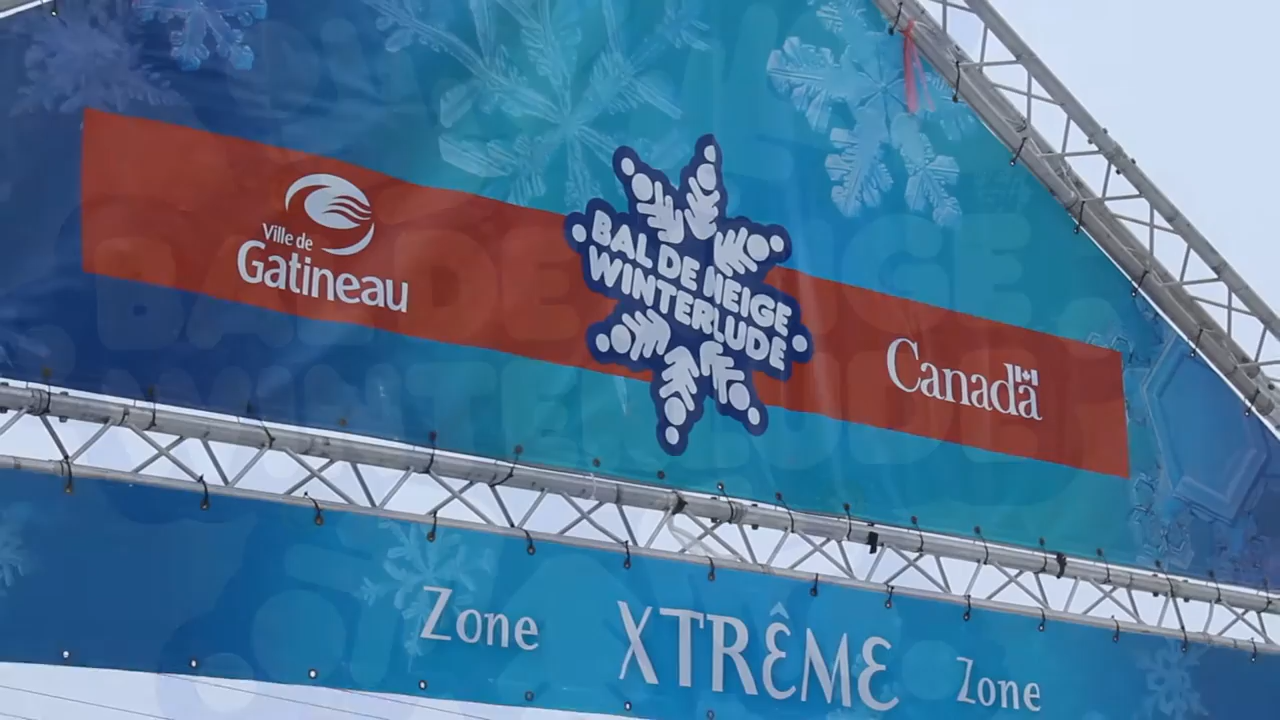 Ville de
Gatineau
BAL DE NEIGE
WINTERLUDE
Canada
Zone XTRÊME Zone